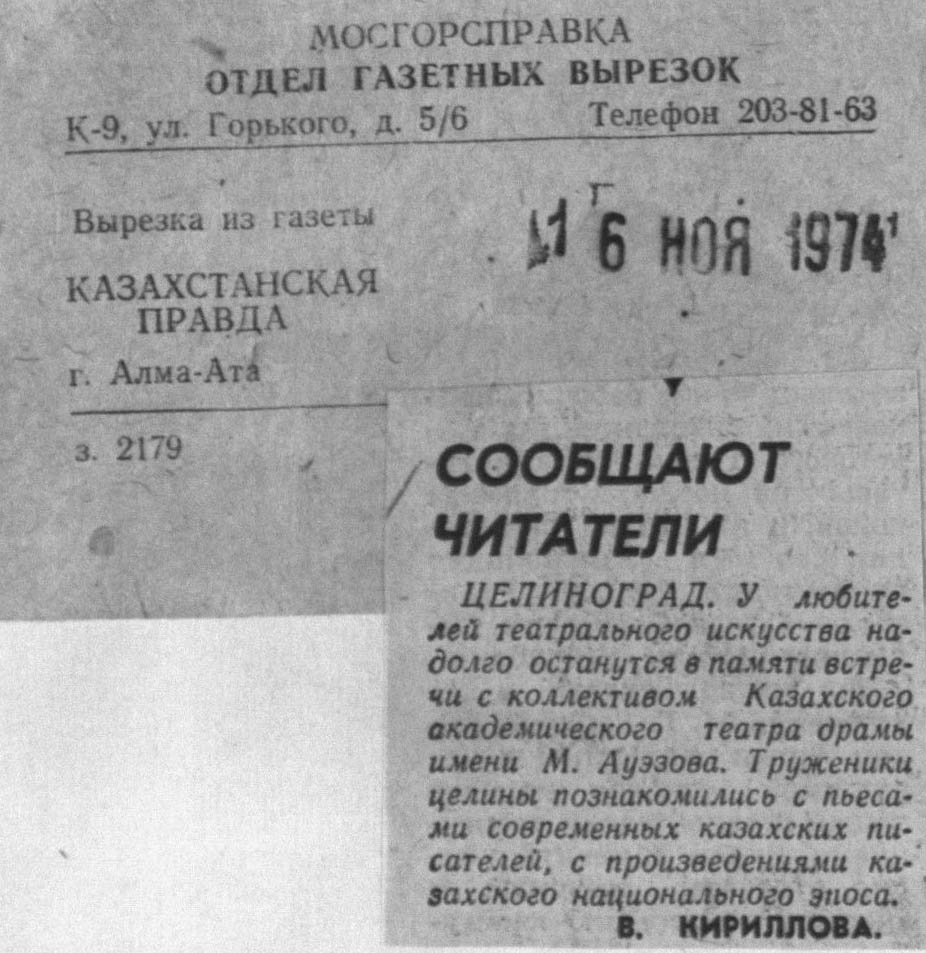 МОСГОРСПРАВКА
ОТДЕЛ ГАЗЕТНЫХ ВЫРЕЗОК
К-9, ул. Горького, д. 5/6 Телефон 203-81-63
Вырезка из газеты
КАЗАХСТАНСКАЯ
ПРАВДА
г. Алма-Ата
6 НОЯ 1974
з. 2179
СООБЩАЮТ
ЧИТАТЕЛИ
ЦЕЛИНОГРАД. У любите-
лей театрального искусства на-
долго останутся в памяти встре-
чи с коллективом Казахского
академического театра драмы
имени М. Ауэзова. Труженики
целины познакомились с пьеса-
ми современных казахских пи-
сателей, с произведениями ка-
захского национального эпоса.
В. КИРИЛЛОВА.